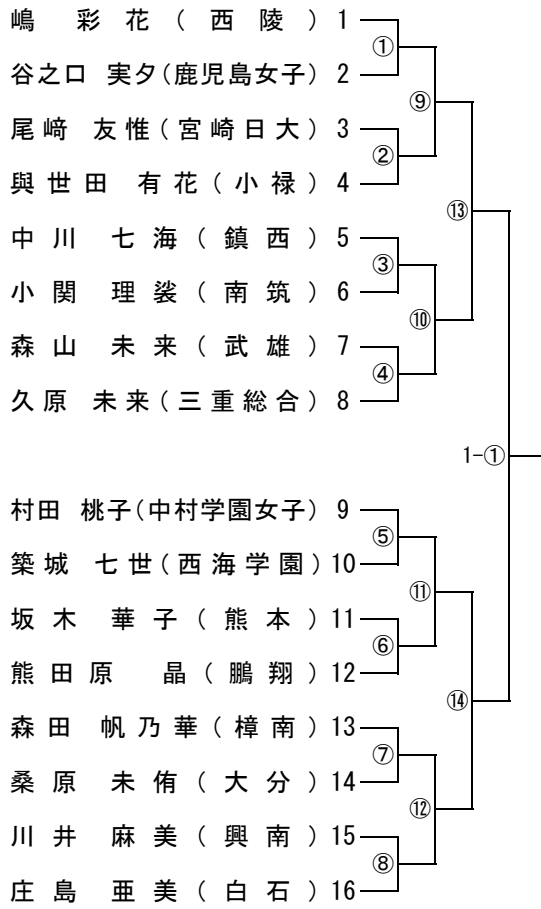 嶋 彩花(西陵) 1
①
谷之口 実夕(鹿児島女子) 2
⑨
尾﨑 友惟(宮崎日大) 3
②
與世田 有花(小禄) 4
⑬
中川 七海(鎮西) 5
③
小関 理裟(南筑) 6
⑩
森山 未来(武雄) 7
④
久原 未来(三重総合) 8
1-①
村田 桃子(中村学園女子) 9
⑤
築城 七世(西海学園) 10
⑪
坂木 華子(熊本) 11
⑥
熊田原 晶(鵬翔) 12
⑭
森田 帆乃華(樟南) 13
⑦
桑原 未侑(大分) 14
⑫
川井 麻美(興南) 15
⑧
庄島 亜美(白石) 16